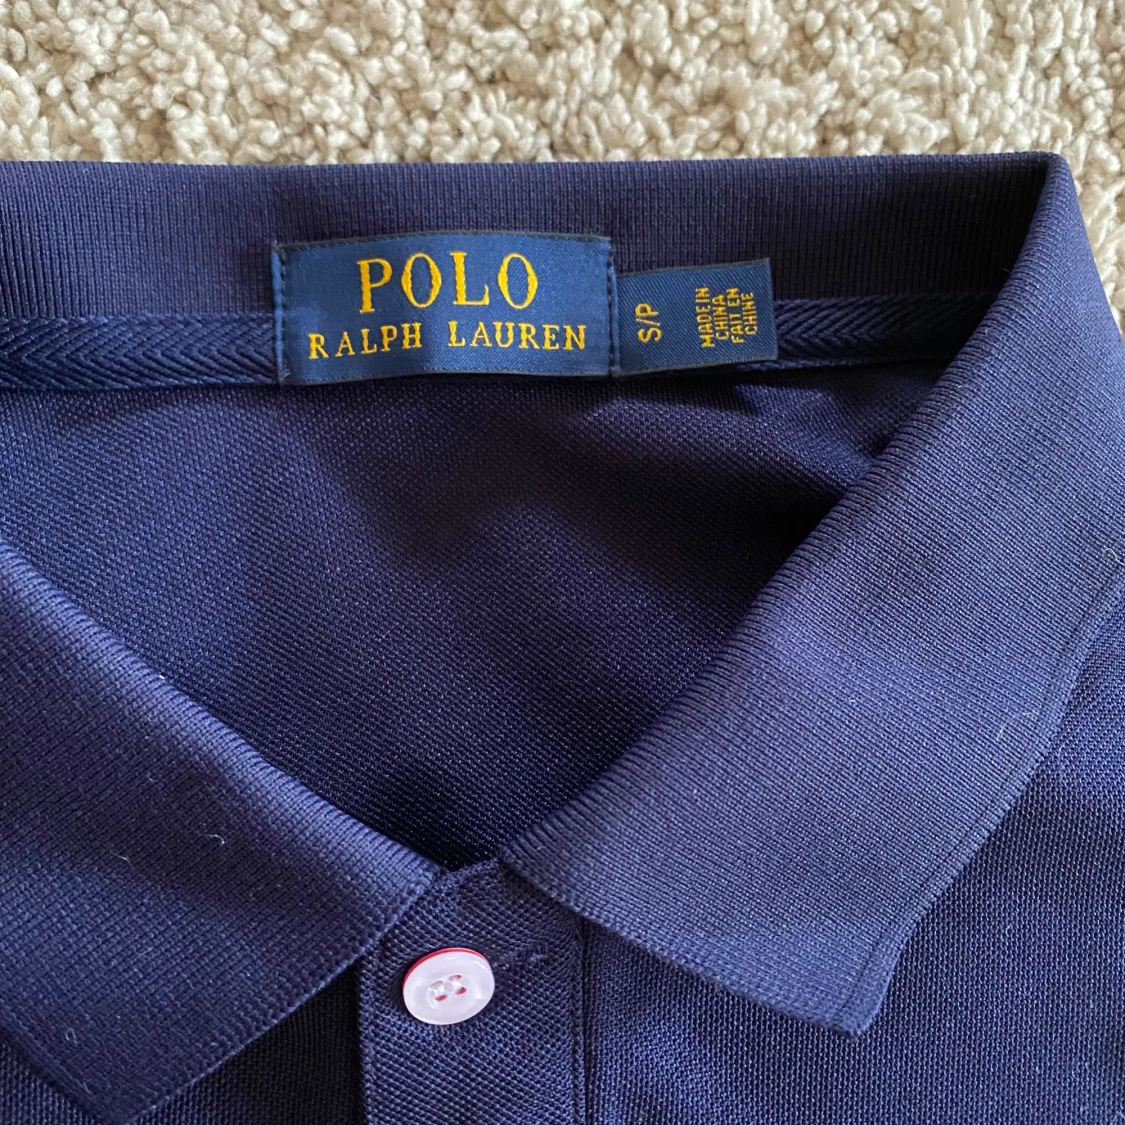 POLO
RALPH LAUREN
S/P
MADE IN
CHINA
FAIT EN
CHINE